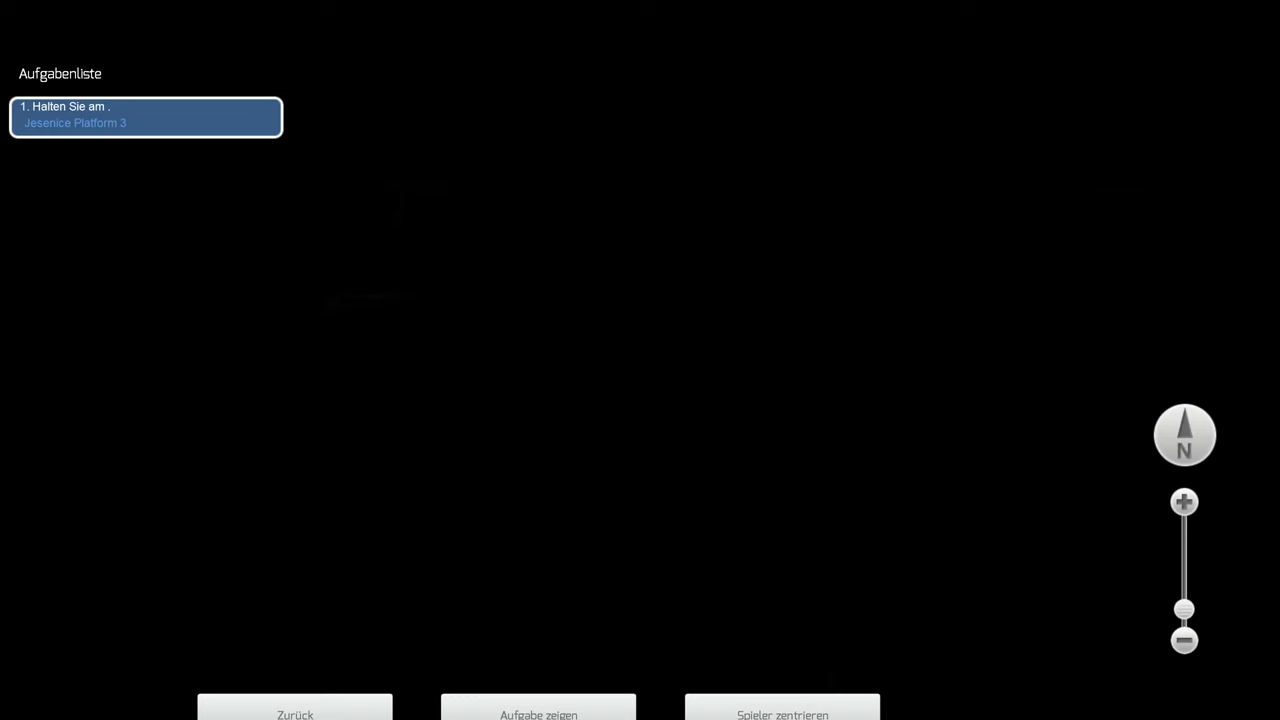 Aufgabenliste
1. Halten Sie am .
Jesenice Platform 3
N
Zurück
Aufgabe zeigen
Spieler zentrieren